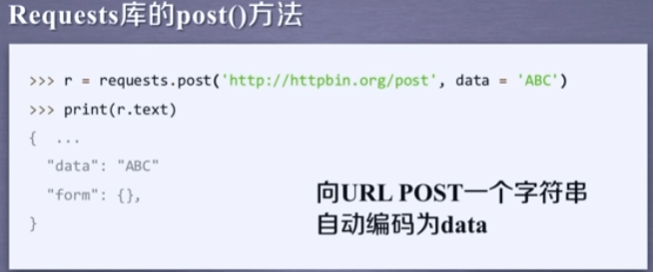 Requests库的post()方法
>>> r = requests.post('http://httpbin.org/post', data = 'ABC')
>>> print(r.text)
{ ...
"data": "ABC"
"form": {},
}
向URL POST一个字符串
自动编码为data